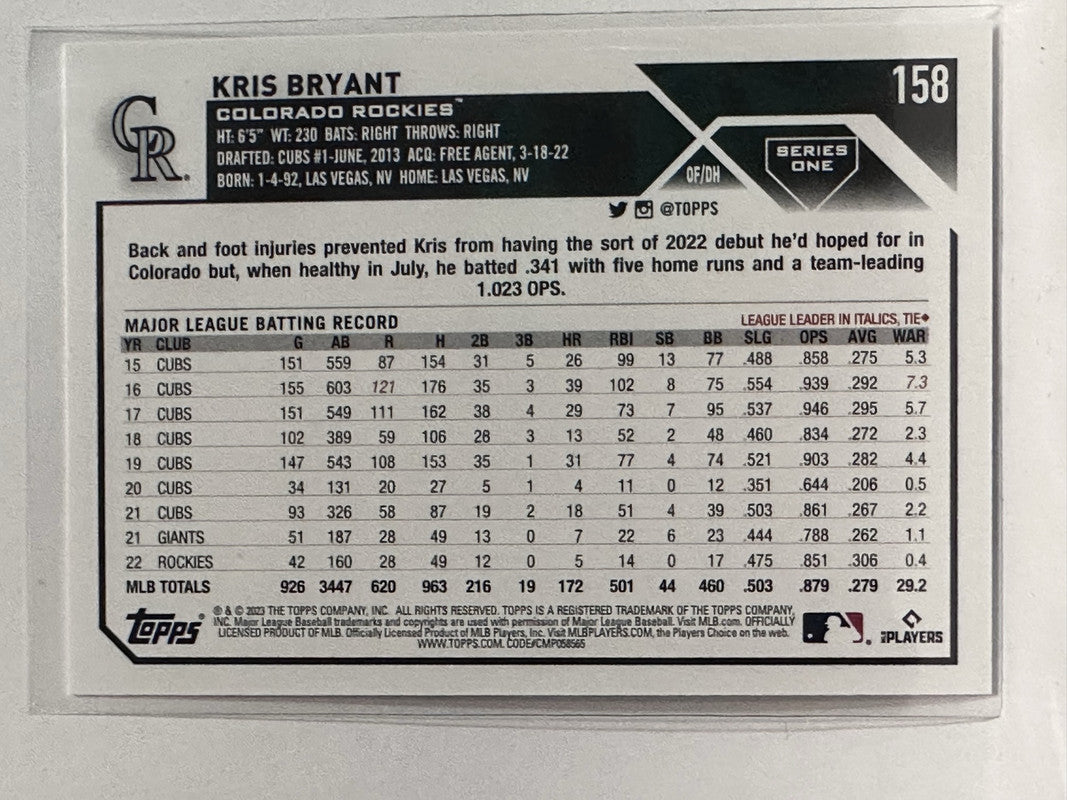 KRIS BRYANT
158
COLORADO ROCKIES™
HT: 6'5" WT: 230 BATS: RIGHT THROWS: RIGHT
DRAFTED: CUBS #1-JUNE, 2013 ACQ: FREE AGENT, 3-18-22
BORN: 1-4-92, LAS VEGAS, NV HOME: LAS VEGAS, NV
CR
OF/DH
SERIES
ONE
@TOPPS
Back and foot injuries prevented Kris from having the sort of 2022 debut he'd hoped for in
Colorado but, when healthy in July, he batted .341 with five home runs and a team-leading
1.023 OPS.
MAJOR LEAGUE BATTING RECORD LEAGUE LEADER IN ITALICS, TIE♦
YR CLUB G AB R H 2B 3B HR RBI SB BB SLG OPS AVG WAR
15 CUBS 151 559 87 154 31 5 26 99 13 77 .488 .858 .275 5.3
16 CUBS 155 603 121 176 35 3 39 102 8 75 .554 .939 .292 7.3
17 CUBS 151 549 111 162 38 4 29 73 7 95 .537 .946 .295 5.7
18 CUBS 102 389 59 106 28 3 13 52 2 48 .460 .834 .272 2.3
19 CUBS 147 543 108 153 35 1 31 77 4 74 .521 .903 .282 4.4
20 CUBS 34 131 20 27 5 1 4 11 0 12 .351 .644 .206 0.5
21 CUBS 93 326 58 87 19 2 18 51 4 39 .503 .861 .267 2.2
21 GIANTS 51 187 28 49 13 0 7 22 6 23 .444 .788 .262 1.1
22 ROCKIES 42 160 28 49 12 0 5 14 0 17 .475 .851 .306 0.4
MLB TOTALS 926 3447 620 963 216 19 172 501 44 460 .503 .879 .279 29.2
topps
® & © 2023 THE TOPPS COMPANY, INC. ALL RIGHTS RESERVED. TOPPS IS A REGISTERED TRADEMARK OF THE TOPPS COMPANY,
INC. Major League Baseball trademarks and copyrights are used with permission of Major League Baseball. Visit MLB.com. OFFICIALLY
LICENSED PRODUCT OF MLB. Officially Licensed Product of MLB Players, Inc. Visit MLBPLAYERS.COM, the Players Choice on the web.
WWW.TOPPS.COM. CODE#CMP058565
PLAYERS